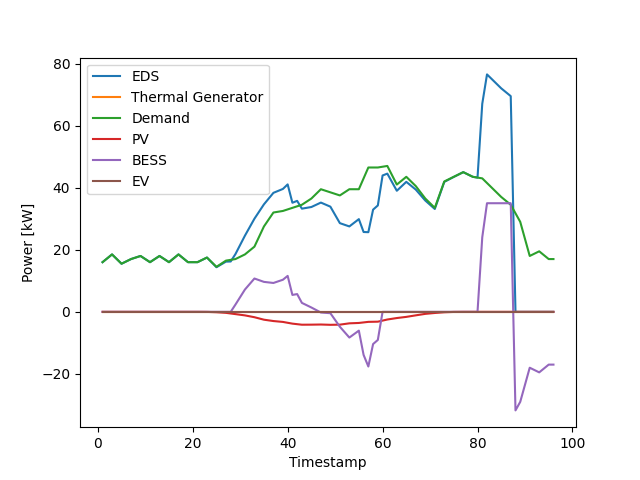 80
60
40
20
0
−20
Power [kW]
EDS
Thermal Generator
Demand
PV
BESS
EV
0
20
40
60
80
100
Timestamp